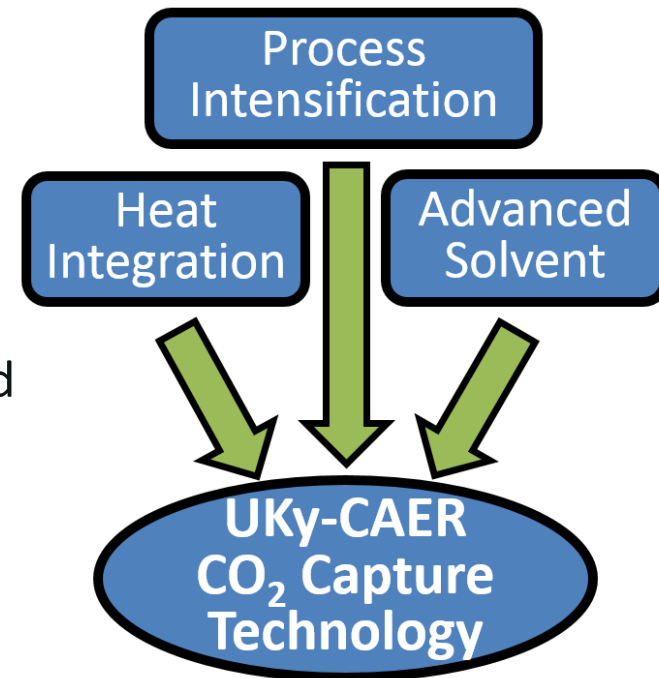 Process
Intensification
Heat
Integration
Advanced
Solvent
d
UKy-CAER
CO₂ Capture
Technology